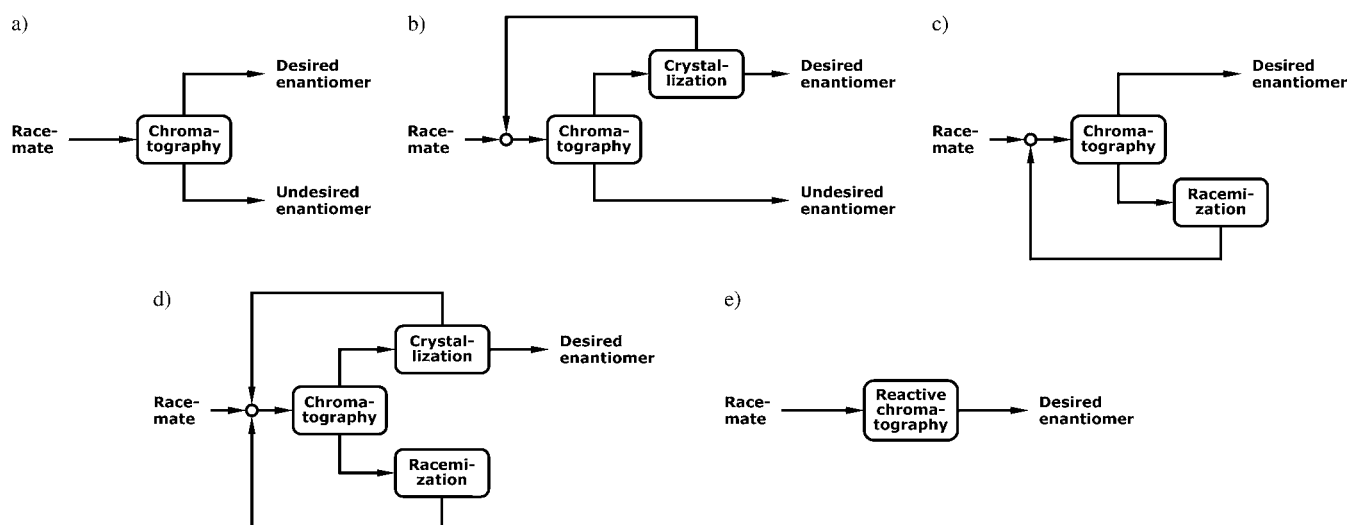 a)
Desired
enantiomer
Race-
mate
Chroma-
tography
Undesired
enantiomer
b)
Crystal-
lization
Desired
enantiomer
Race-
mate
Chroma-
tography
Undesired
enantiomer
c)
Desired
enantiomer
Race-
mate
Chroma-
tography
Racemi-
zation
d)
Crystal-
lization
Desired
enantiomer
Race-
mate
Chroma-
tography
Racemi-
zation
e)
Race-
mate
Reactive
chroma-
tography
Desired
enantiomer